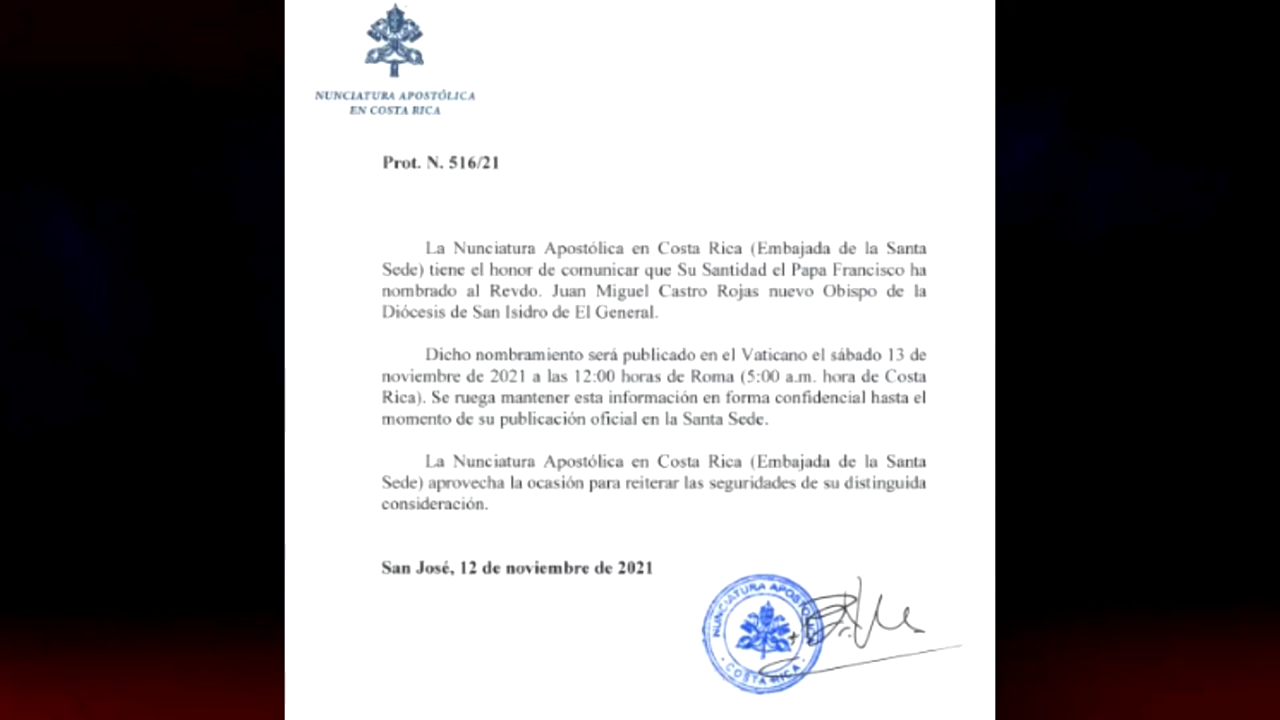 NUNCIATURA APOSTÓLICA
EN COSTA RICA
Prot. N. 516/21
La Nunciatura Apostólica en Costa Rica (Embajada de la Santa
Sede) tiene el honor de comunicar que Su Santidad el Papa Francisco ha
nombrado al Revdo. Juan Miguel Castro Rojas nuevo Obispo de la
Diócesis de San Isidro de El General.
Dicho nombramiento será publicado en el Vaticano el sábado 13 de
noviembre de 2021 a las 12:00 horas de Roma (5:00 a.m. hora de Costa
Rica). Se ruega mantener esta información en forma confidencial hasta el
momento de su publicación oficial en la Santa Sede.
La Nunciatura Apostólica en Costa Rica (Embajada de la Santa
Sede) aprovecha la ocasión para reiterar las seguridades de su distinguida
consideración.
San José, 12 de noviembre de 2021
NUNCIATURA APOSTÓLICA
COSTA RICA